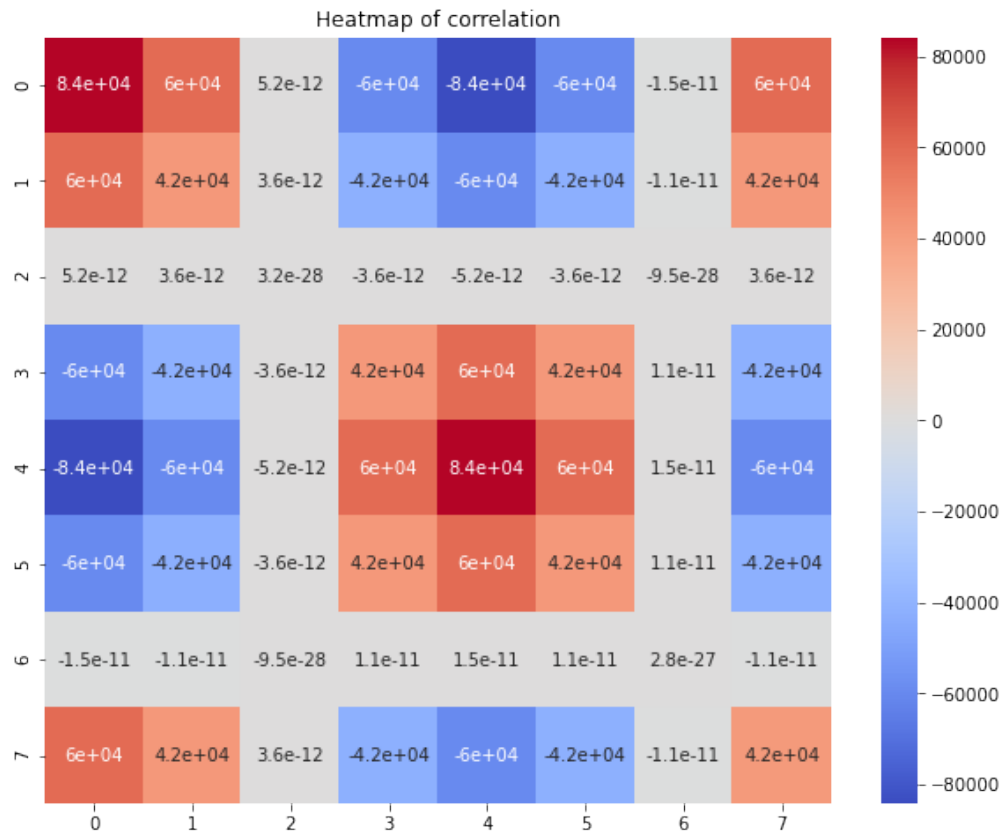 Heatmap of correlation
0 8.4e+04 6e+04 5.2e-12 -6e+04 -8.4e+04 -6e+04 -1.5e-11 6e+04
1 6e+04 4.2e+04 3.6e-12 -4.2e+04 -6e+04 -4.2e+04 -1.1e-11 4.2e+04
2 5.2e-12 3.6e-12 3.2e-28 -3.6e-12 -5.2e-12 -3.6e-12 -9.5e-28 3.6e-12
3 -6e+04 -4.2e+04 -3.6e-12 4.2e+04 6e+04 4.2e+04 1.1e-11 -4.2e+04
4 -8.4e+04 -6e+04 -5.2e-12 6e+04 8.4e+04 6e+04 1.5e-11 -6e+04
5 -6e+04 -4.2e+04 -3.6e-12 4.2e+04 6e+04 4.2e+04 1.1e-11 -4.2e+04
6 -1.5e-11 -1.1e-11 -9.5e-28 1.1e-11 1.5e-11 1.1e-11 2.8e-27 -1.1e-11
7 6e+04 4.2e+04 3.6e-12 -4.2e+04 -6e+04 -4.2e+04 -1.1e-11 4.2e+04
0 1 2 3 4 5 6 7
80000
60000
40000
20000
0
−20000
−40000
−60000
−80000